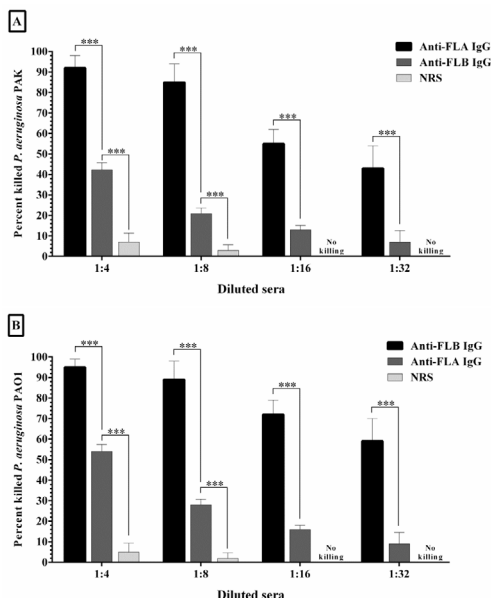 A
Anti-FLA IgG
Anti-FLB IgG
NRS
Percent killed P. aeruginosa PAK
100
90
80
70
60
50
40
30
20
10
0
*** *** *** *** *** ***
No killing No killing
1:4 1:8 1:16 1:32
Diluted sera
B
Anti-FLB IgG
Anti-FLA IgG
NRS
Percent killed P. aeruginosa PAO1
100
90
80
70
60
50
40
30
20
10
0
*** *** *** *** *** ***
No killing No killing
1:4 1:8 1:16 1:32
Diluted sera